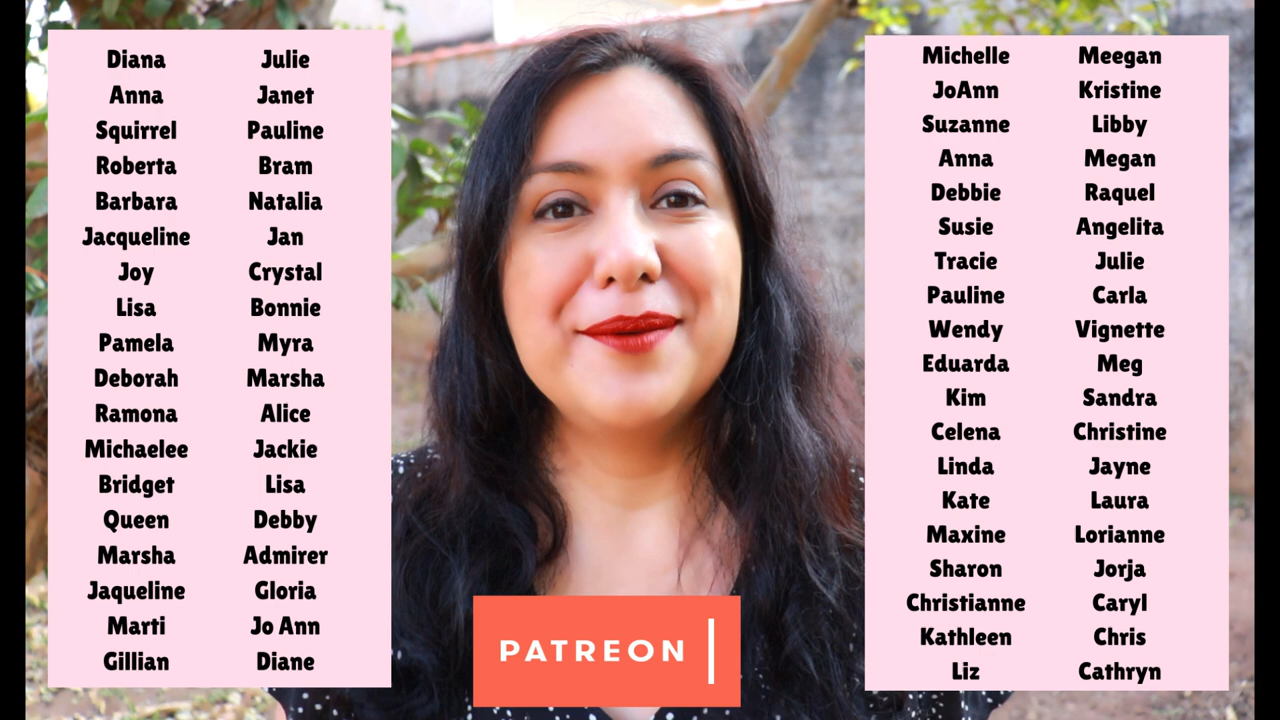 Diana
Anna
Squirrel
Roberta
Barbara
Jacqueline
Joy
Lisa
Pamela
Deborah
Ramona
Michaelee
Bridget
Queen
Marsha
Jaqueline
Marti
Gillian
Julie
Janet
Pauline
Bram
Natalia
Jan
Crystal
Bonnie
Myra
Marsha
Alice
Jackie
Lisa
Debby
Admirer
Gloria
Jo Ann
Diane
PATREON
Michelle
JoAnn
Suzanne
Anna
Debbie
Susie
Tracie
Pauline
Wendy
Eduarda
Kim
Celena
Linda
Kate
Maxine
Sharon
Christianne
Kathleen
Liz
Meegan
Kristine
Libby
Megan
Raquel
Angelita
Julie
Carla
Vignette
Meg
Sandra
Christine
Jayne
Laura
Lorianne
Jorja
Caryl
Chris
Cathryn